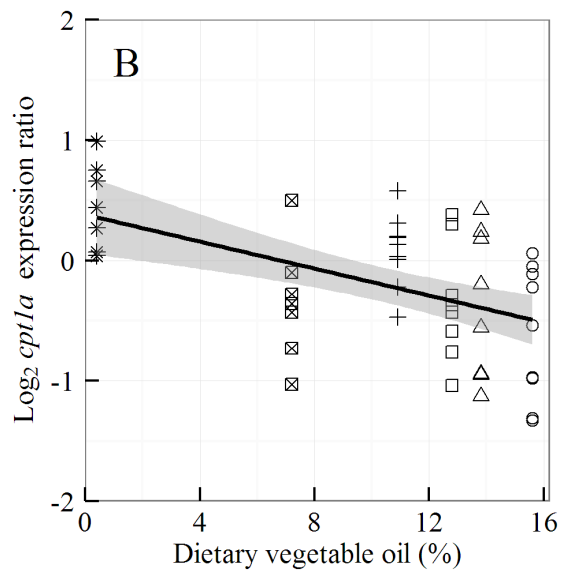 B
2
1
0
-1
-2
Log₂ cpt1a expression ratio
0 4 8 12 16
Dietary vegetable oil (%)